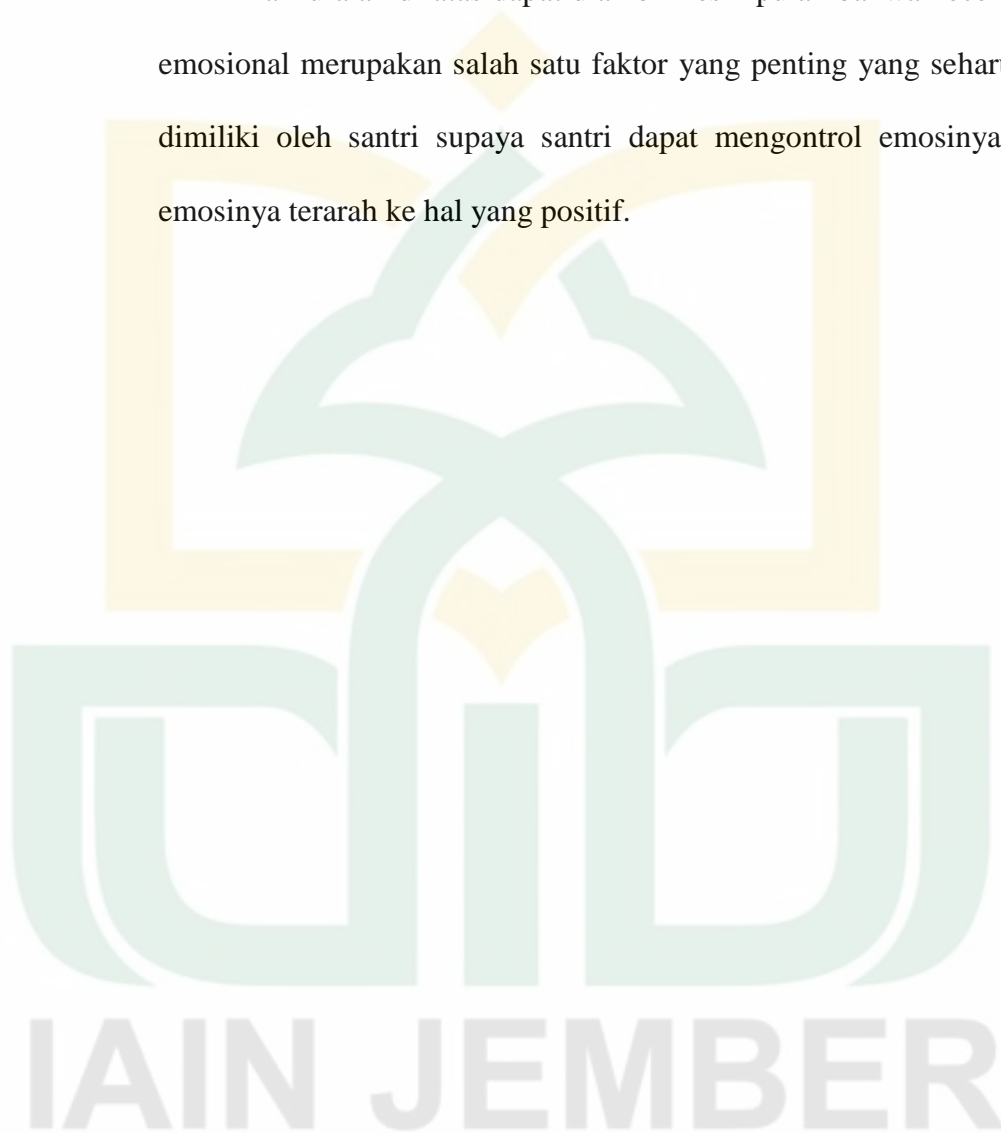 emosional merupakan salah satu faktor yang penting yang seharu
dimiliki oleh santri supaya santri dapat mengontrol emosinya
emosinya terarah ke hal yang positif.
IAIN JEMBER